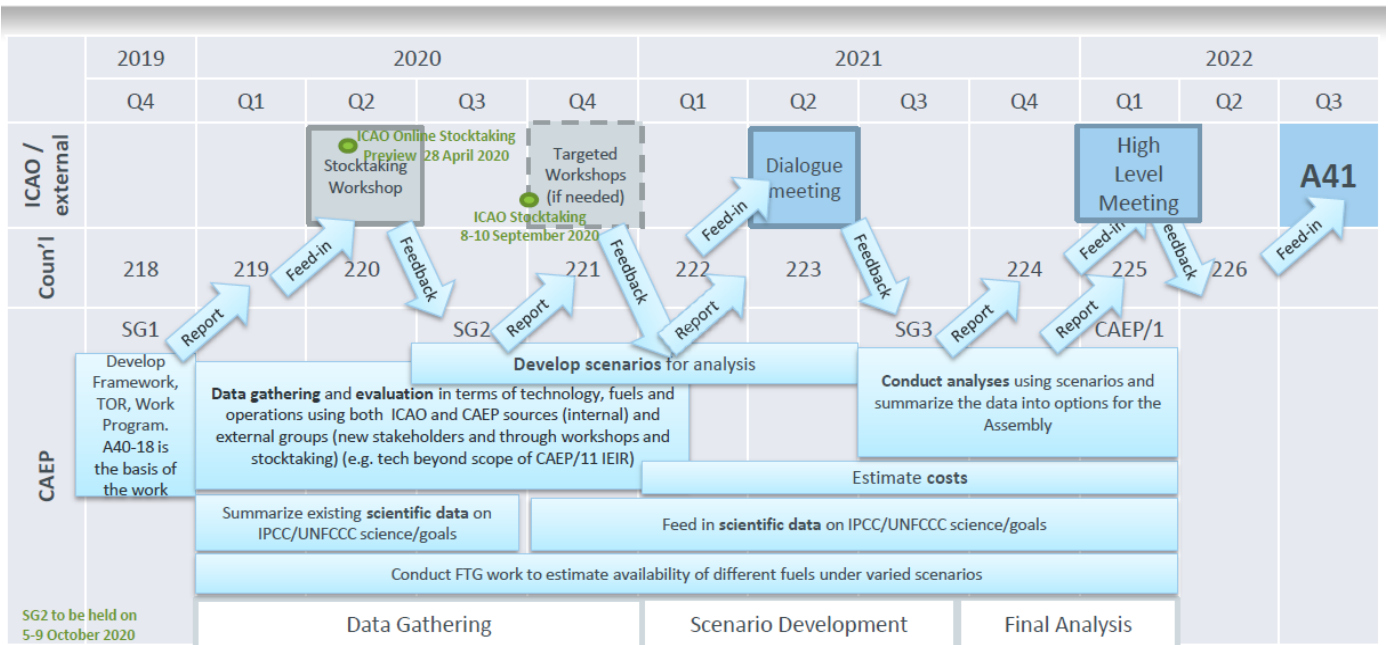 2019
2020
2021
2022
Q4
Q1
Q2
Q3
Q4
Q1
Q2
Q3
Q4
Q1
Q2
Q3
ICAO /
external
ICAO Online Stocktaking
Preview 28 April 2020
Stocktaking
Workshop
Targeted
Workshops
(if needed)
ICAO Stocktaking
8-10 September 2020
Dialogue
meeting
High
Level
Meeting
A41
Feed-in
Feedback
Feedback
Feed-in
Feedback
Feed-in
eedback
Feed-in
Coun'l
218
219
220
221
222
223
224
225
226
Report
Report
Report
Report
Report
CAEP
SG1
SG2
SG3
CAEP/1
Develop
Framework,
TOR, Work
Program.
A40-18 is
the basis of
the work
Develop scenarios for analysis
Data gathering and evaluation in terms of technology, fuels and
operations using both ICAO and CAEP sources (internal) and
external groups (new stakeholders and through workshops and
stocktaking) (e.g. tech beyond scope of CAEP/11 IEIR)
Conduct analyses using scenarios and
summarize the data into options for the
Assembly
Estimate costs
Summarize existing scientific data on
IPCC/UNFCCC science/goals
Feed in scientific data on IPCC/UNFCCC science/goals
Conduct FTG work to estimate availability of different fuels under varied scenarios
SG2 to be held on
5-9 October 2020
Data Gathering
Scenario Development
Final Analysis